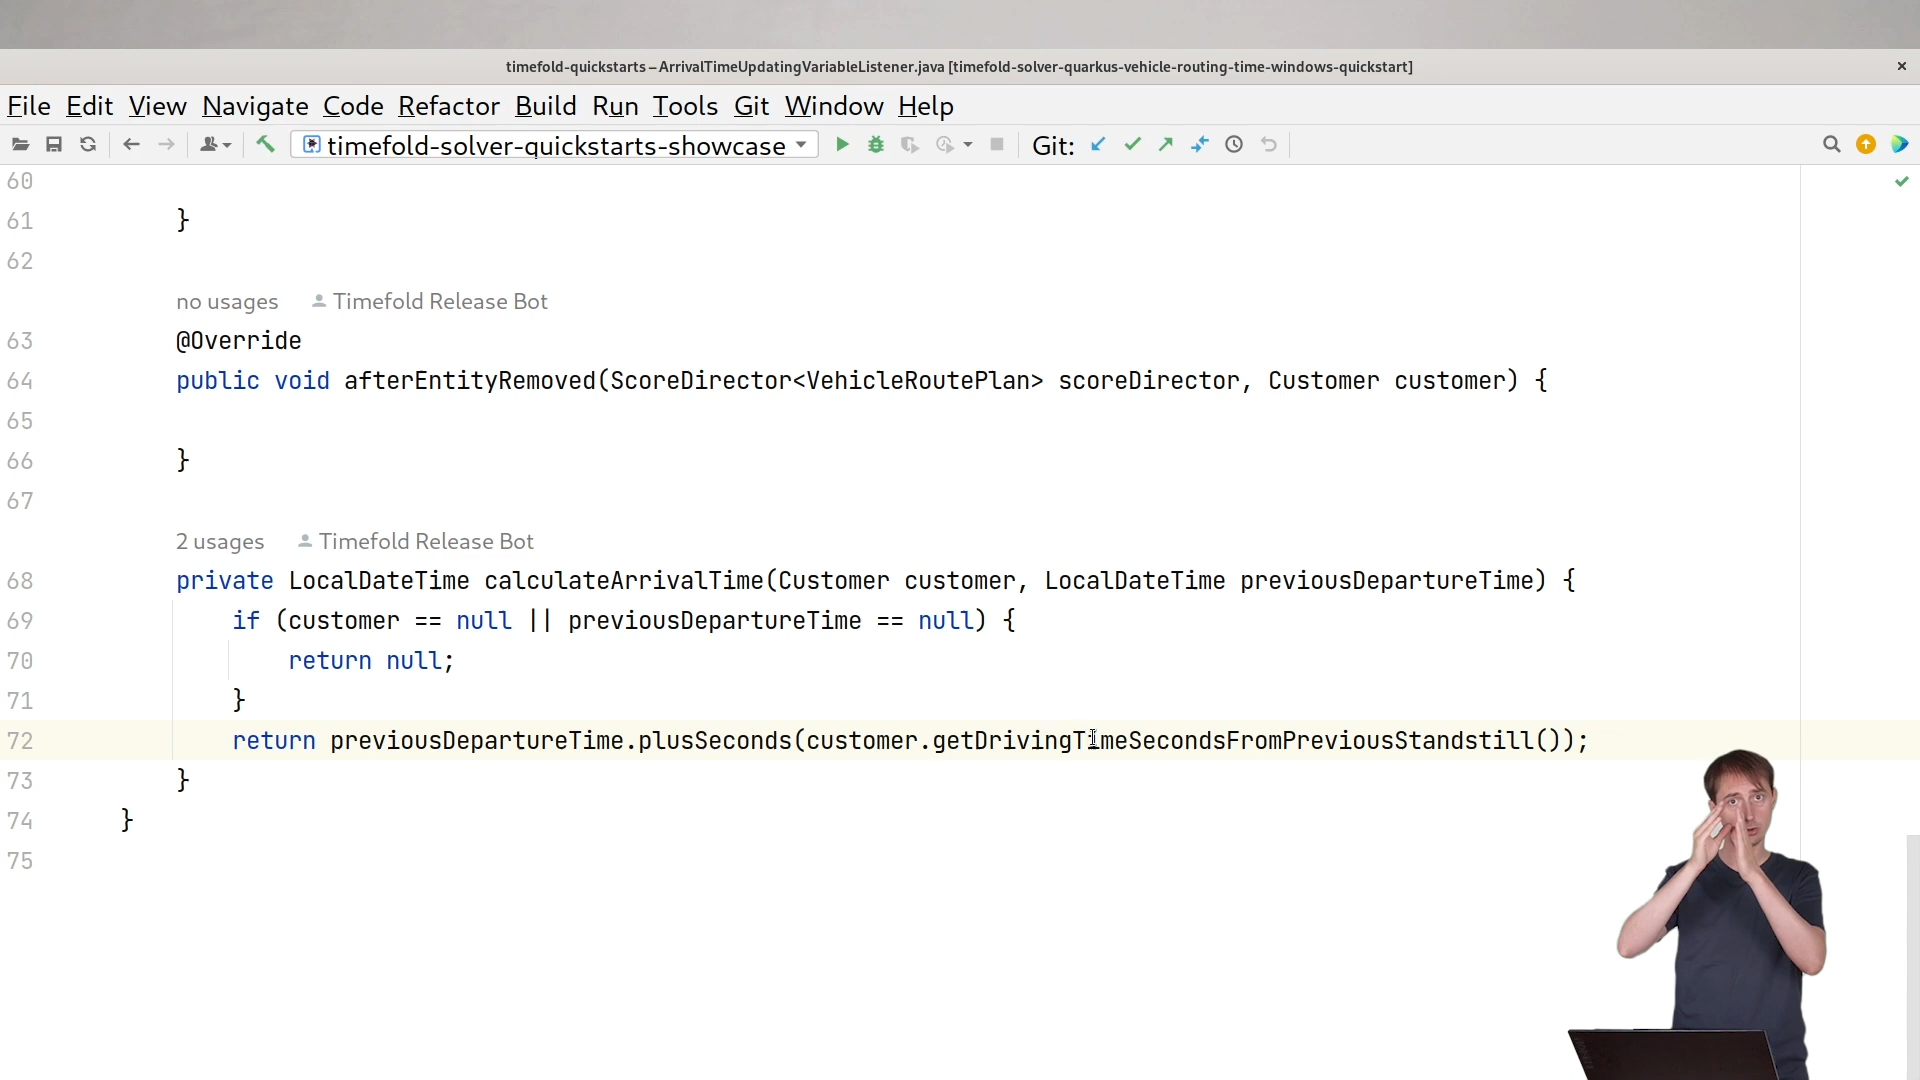 timefold-quickstarts – ArrivalTimeUpdatingVariableListener.java [timefold-solver-quarkus-vehicle-routing-time-windows-quickstart]
File Edit View Navigate Code Refactor Build Run Tools Git Window Help
timefold-solver-quickstarts-showcase Git:
60
61 }
62
no usages Timefold Release Bot
63 @Override
64 public void afterEntityRemoved(ScoreDirector<VehicleRoutePlan> scoreDirector, Customer customer) {
65
66 }
67
2 usages Timefold Release Bot
68 private LocalDateTime calculateArrivalTime(Customer customer, LocalDateTime previousDepartureTime) {
69 if (customer == null || previousDepartureTime == null) {
70 return null;
71 }
72 return previousDepartureTime.plusSeconds(customer.getDrivingTimeSecondsFromPreviousStandstill());
73 }
74 }
75